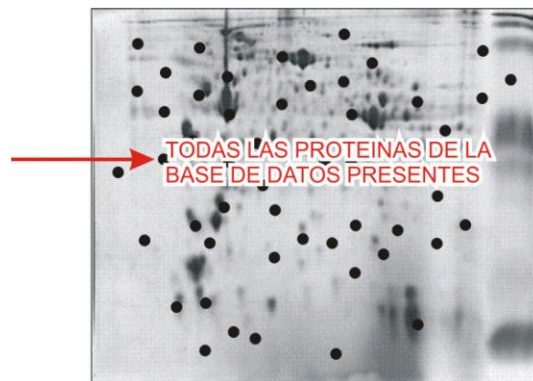 TODAS LAS PROTEINAS DE LA
BASE DE DATOS PRESENTES